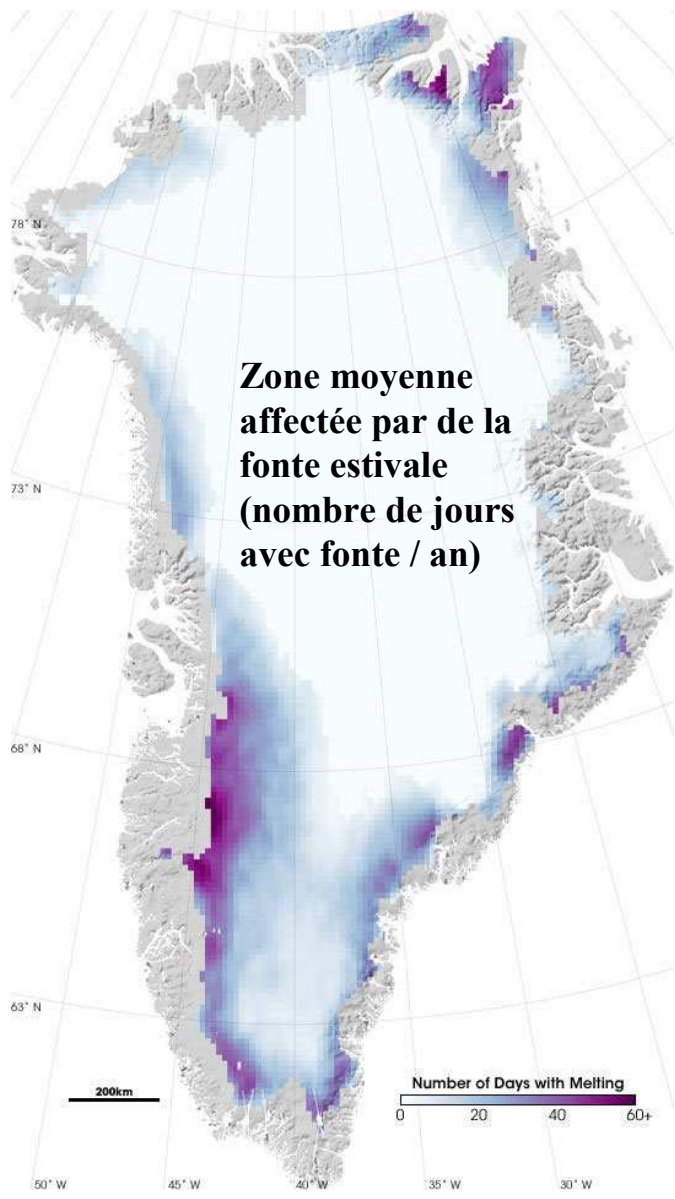 78° N
Zone moyenne
affectée par de la
fonte estivale
(nombre de jours
avec fonte / an)
73° N
68° N
63° N
200km
Number of Days with Melting
0 20 40 60+
50° W 45° W 40° W 35° W 30° W